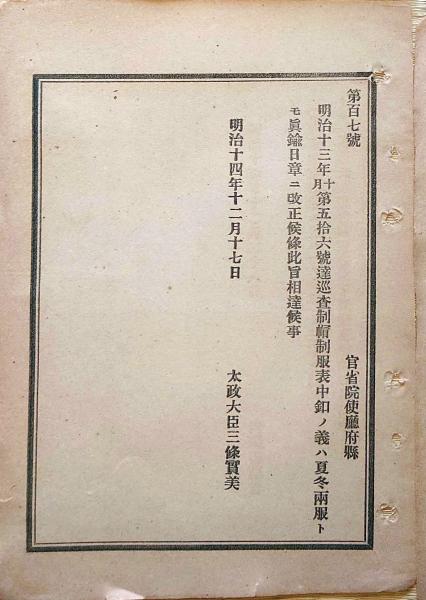 第百七號
官省院使廳府縣
明治十三年十月第五拾六號達巡査制帽制服表中釦ノ義ハ夏冬兩服ト
モ眞鍮日章ニ改正候條此旨相達候事
明治十四年十二月十七日
太政大臣三條實美